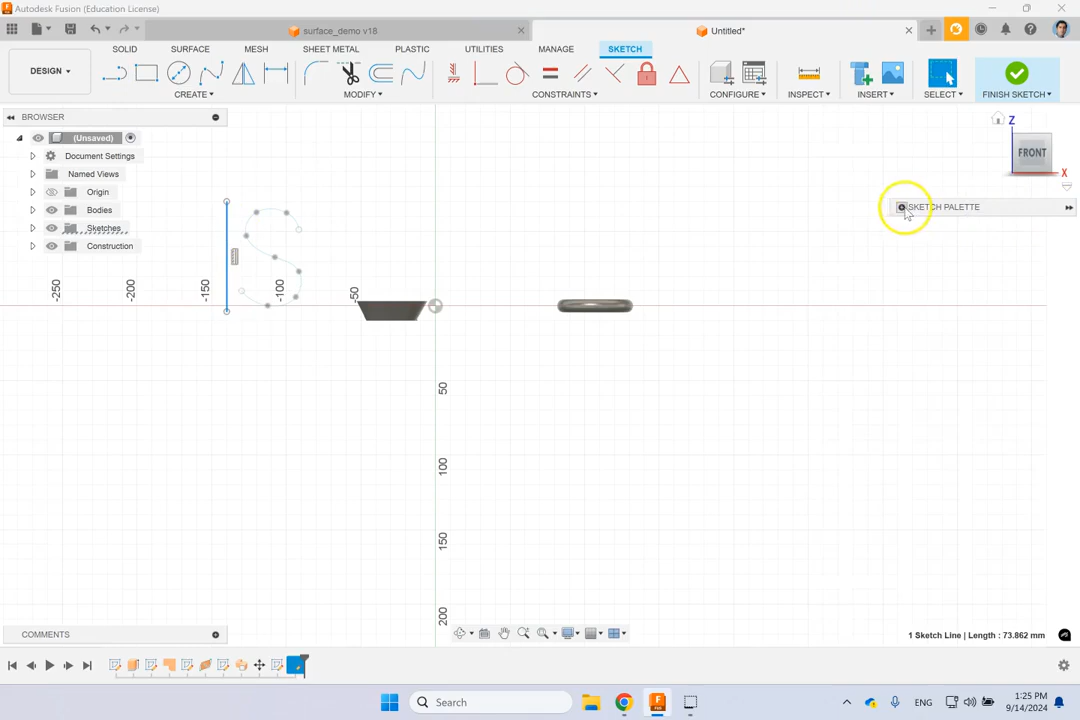 Autodesk Fusion (Education License)
surface_demo v18
Untitled*
DESIGN
SOLID SURFACE MESH SHEET METAL PLASTIC UTILITIES MANAGE SKETCH
CREATE MODIFY CONSTRAINTS CONFIGURE INSPECT INSERT SELECT FINISH SKETCH
BROWSER
(Unsaved)
Document Settings
Named Views
Origin
Bodies
Sketches
Construction
Z
FRONT
X
SKETCH PALETTE
-250
-150
-100
-50
50
100
150
200
COMMENTS
1 Sketch Line | Length : 73.862 mm
Search
ENG
1:25 PM
9/14/2024